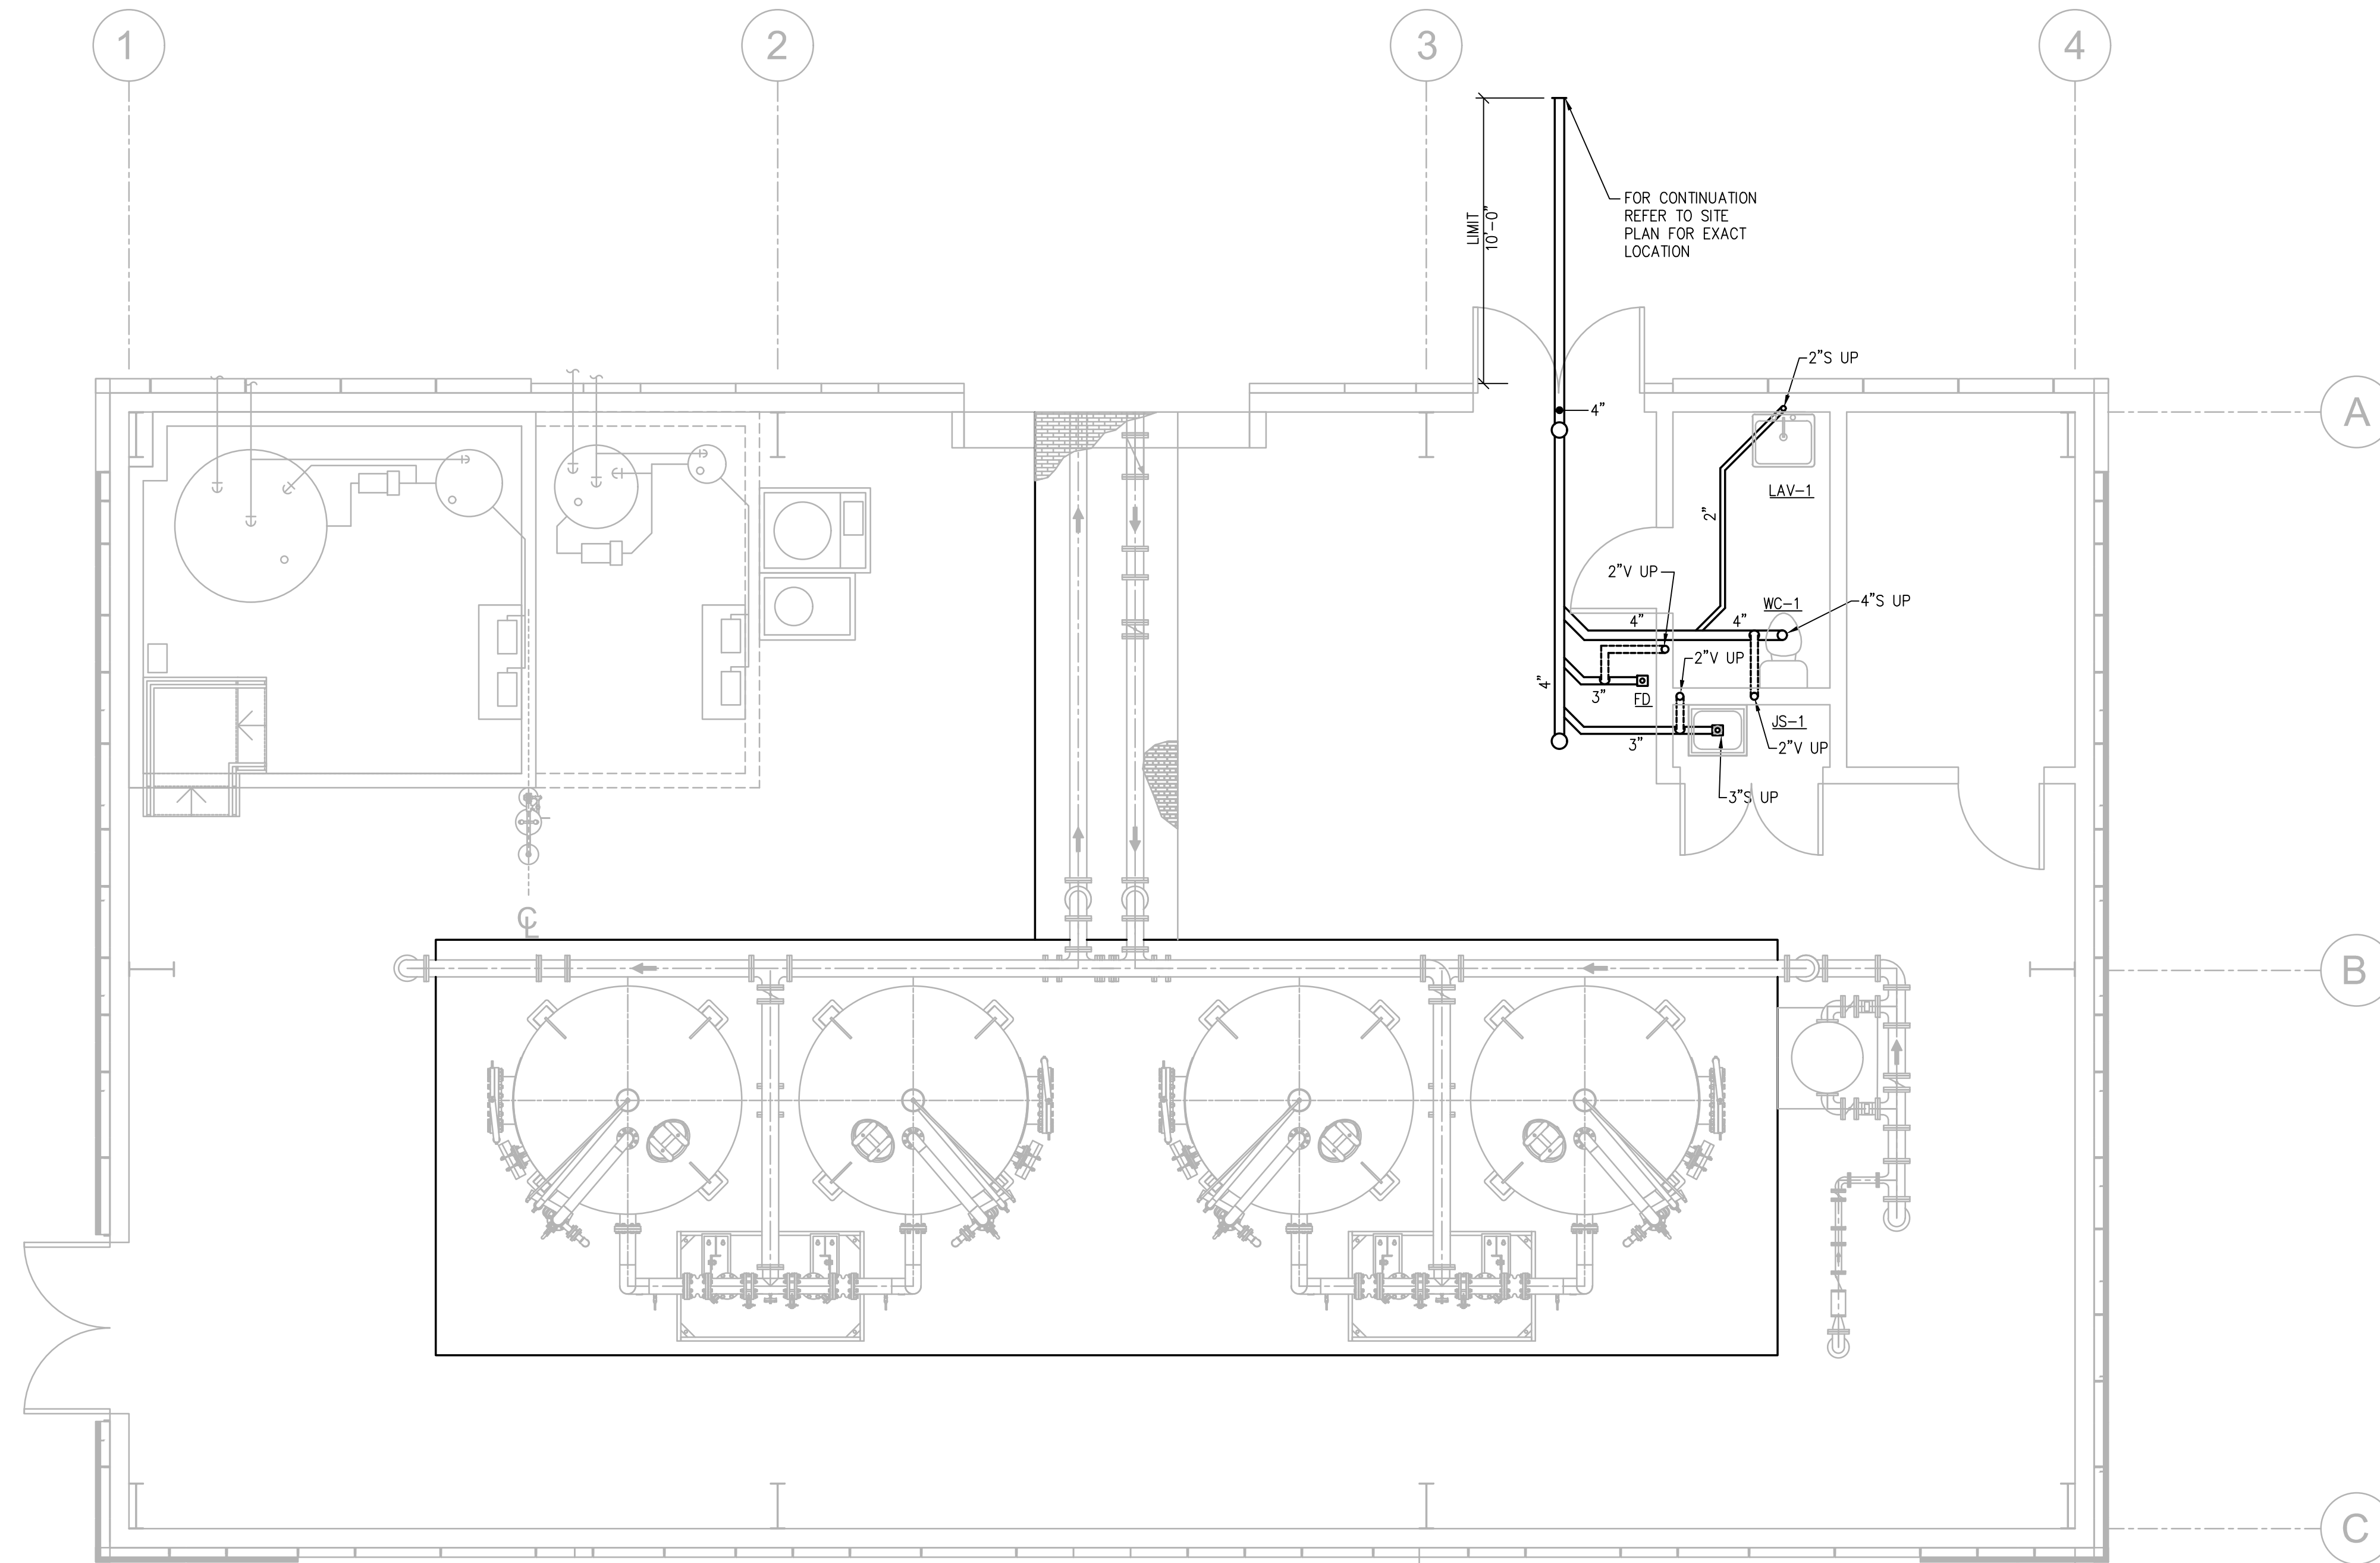 1
2
3
4
LIMIT
10'-0"
FOR CONTINUATION
REFER TO SITE
PLAN FOR EXACT
LOCATION
2"S UP
A
4"
LAV-1
2"
2"V UP
WC-1
4"S UP
4"
4"
2"V UP
4"
3"
FD
JS-1
3"
2"V UP
3"S UP
CL
B
C